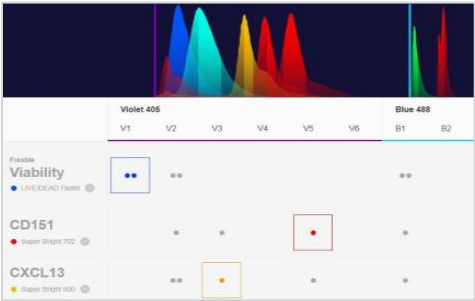 Violet 405 Blue 488
V1 V2 V3 V4 V5 V6 B1 B2
Fixable
Viability
LIVE/DEAD Fixabl
CD151
Super Bright 702
CXCL13
Super Bright 600